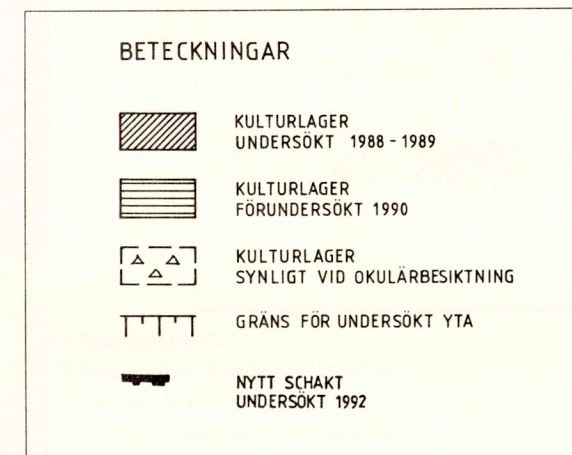 BETECKNINGAR
KULTURLAGER
UNDERSÖKT 1988 - 1989
KULTURLAGER
FÖRUNDERSÖKT 1990
KULTURLAGER
SYNLIGT VID OKULÄRBESIKTNING
GRÄNS FÖR UNDERSÖKT YTA
NYTT SCHAKT
UNDERSÖKT 1992